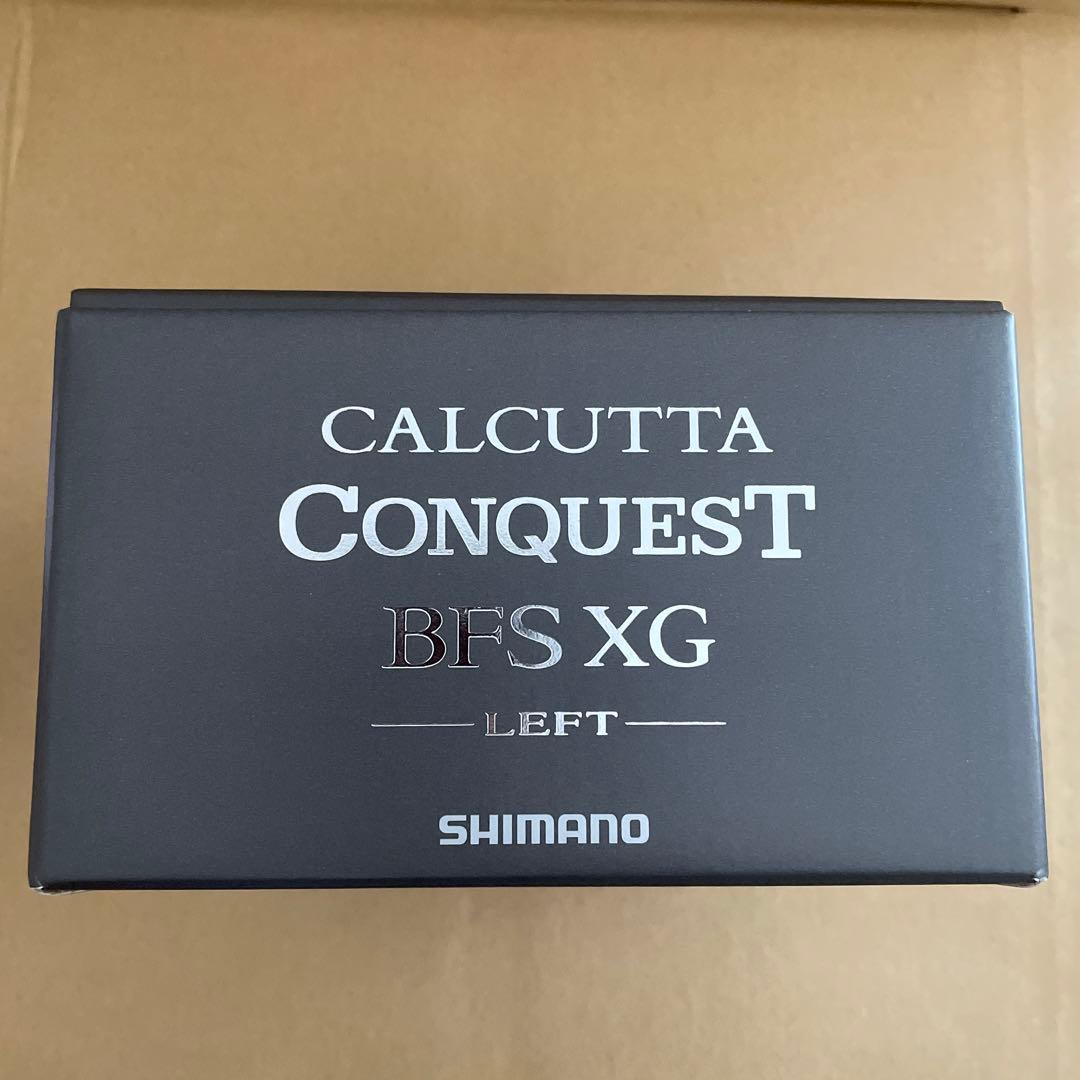 CALCUTTA
CONQUEST
BFS XG
LEFT
SHIMANO